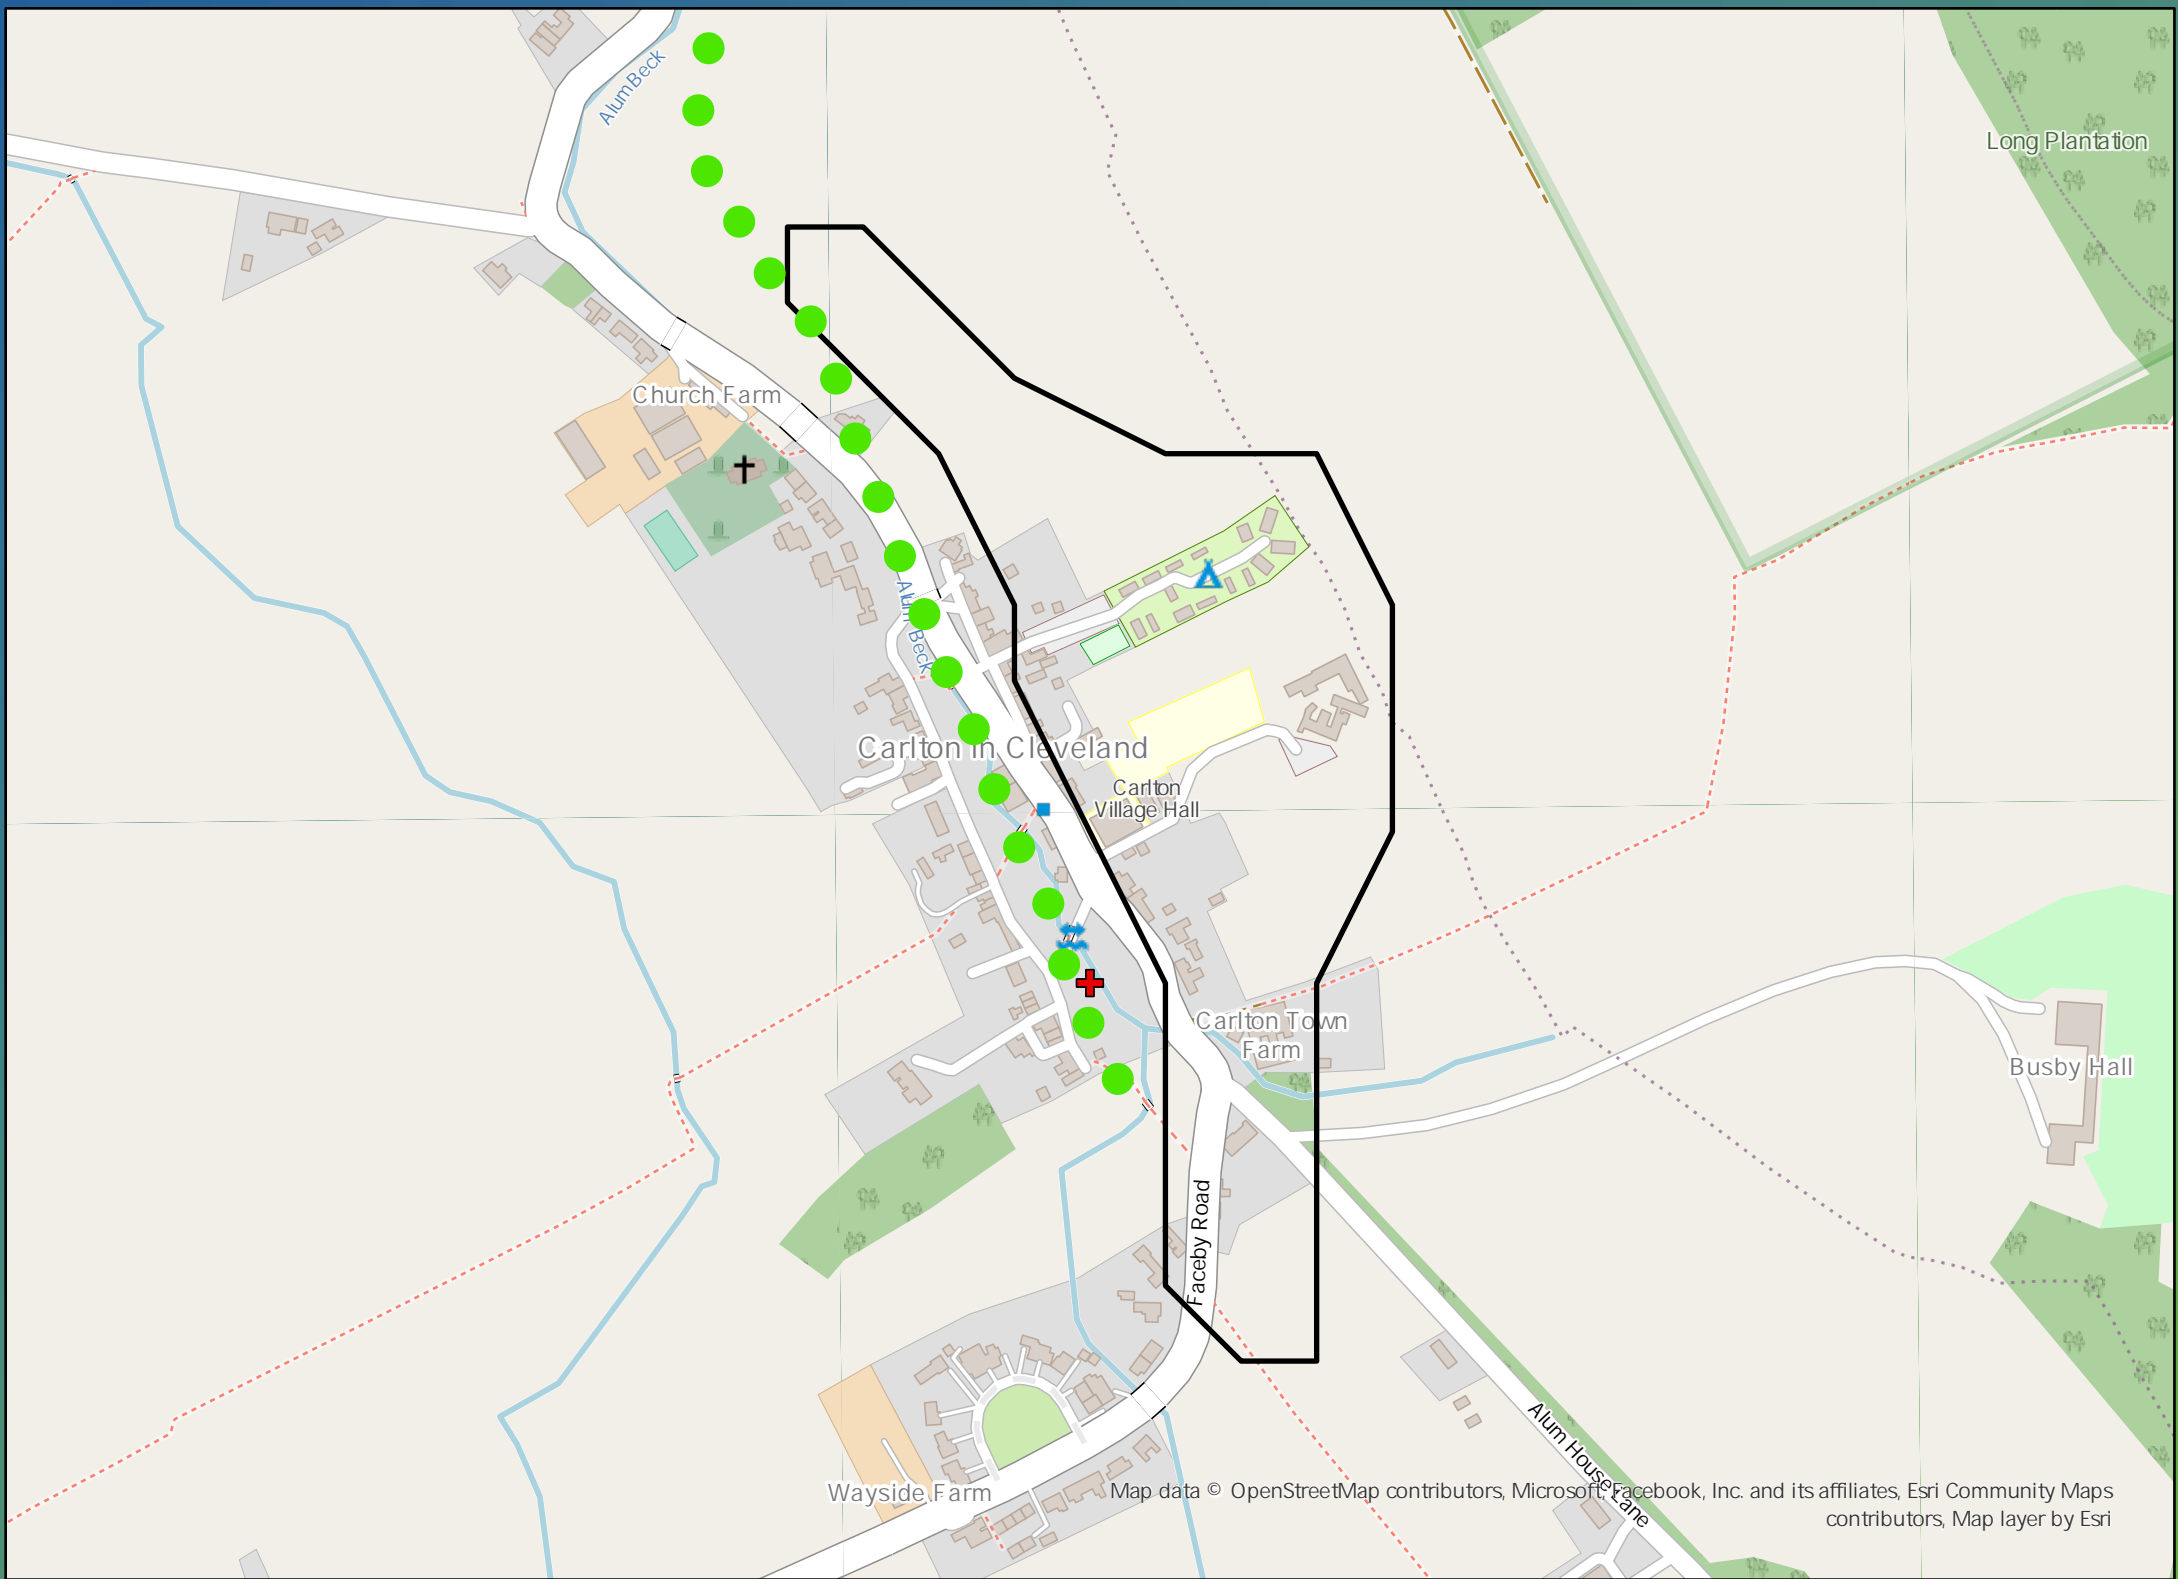 Alum Beck
Long Plantation
Church Farm
Alum Beck
Carlton in Cleveland
Carlton
Village Hall
Carlton Town
Farm
Busby Hall
Faceby Road
Alum House Lane
Wayside Farm
Map data © OpenStreetMap contributors, Microsoft, Facebook, Inc. and its affiliates, Esri Community Maps
contributors, Map layer by Esri